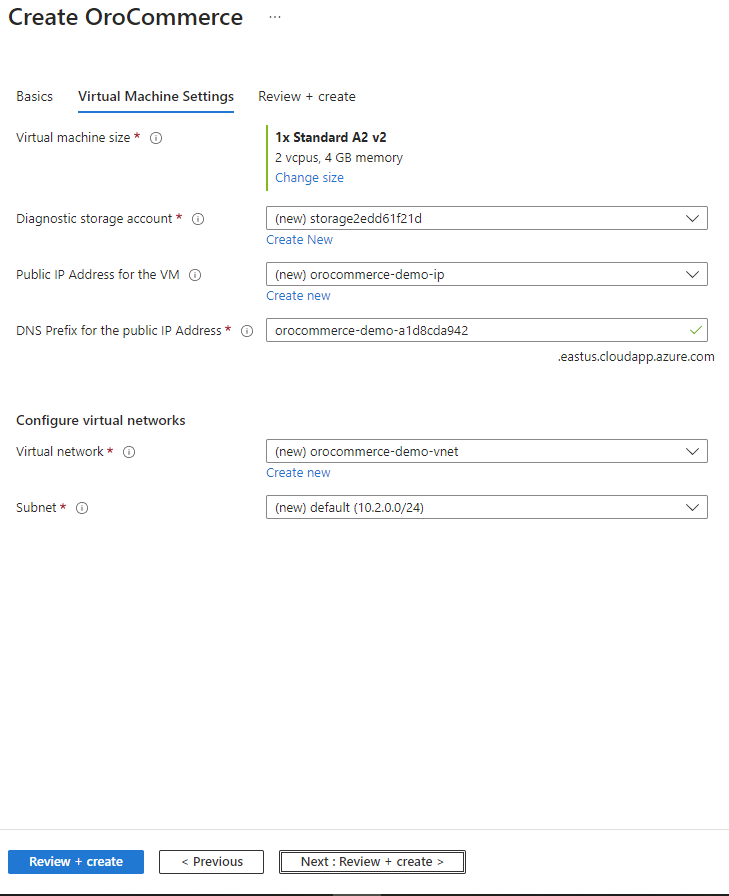 Create OroCommerce ...
Basics Virtual Machine Settings Review + create
Virtual machine size *
1x Standard A2 v2
2 vcpus, 4 GB memory
Change size
Diagnostic storage account *
(new) storage2edd61f21d
Create New
Public IP Address for the VM
(new) orocommerce-demo-ip
Create new
DNS Prefix for the public IP Address *
orocommerce-demo-a1d8cda942
.eastus.cloudapp.azure.com
Configure virtual networks
Virtual network *
(new) orocommerce-demo-vnet
Create new
Subnet *
(new) default (10.2.0.0/24)
Review + create < Previous Next : Review + create >